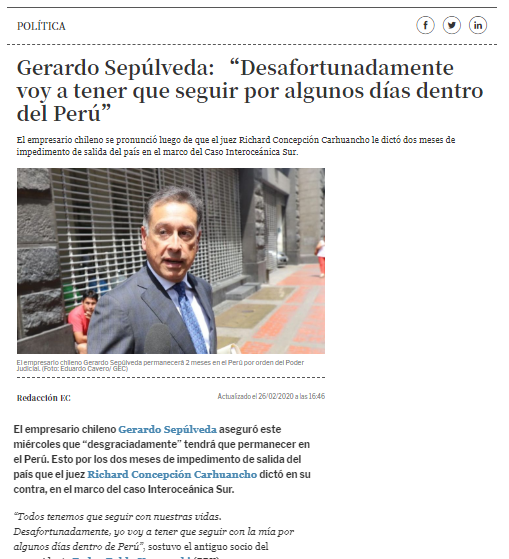 POLÍTICA
Gerardo Sepúlveda: “Desafortunadamente
voy a tener que seguir por algunos días dentro
del Perú”
El empresario chileno se pronunció luego de que el juez Richard Concepción Carhuancho le dictó dos meses de
impedimento de salida del país en el marco del Caso Interoceánica Sur.
El empresario chileno Gerardo Sepúlveda permanecerá 2 meses en el Perú por orden del Poder
Judicial. (Foto: Eduardo Cavero/ GEC)
Redacción EC
Actualizado el 26/02/2020 a las 16:46
El empresario chileno Gerardo Sepúlveda aseguró este
miércoles que “desgraciadamente” tendrá que permanecer en
el Perú. Esto por los dos meses de impedimento de salida del
país que el juez Richard Concepción Carhuancho dictó en su
contra, en el marco del caso Interoceánica Sur.
“Todos tenemos que seguir con nuestras vidas.
Desafortunadamente, yo voy a tener que seguir con la mía por
algunos días dentro de Perú”, sostuvo el antiguo socio del